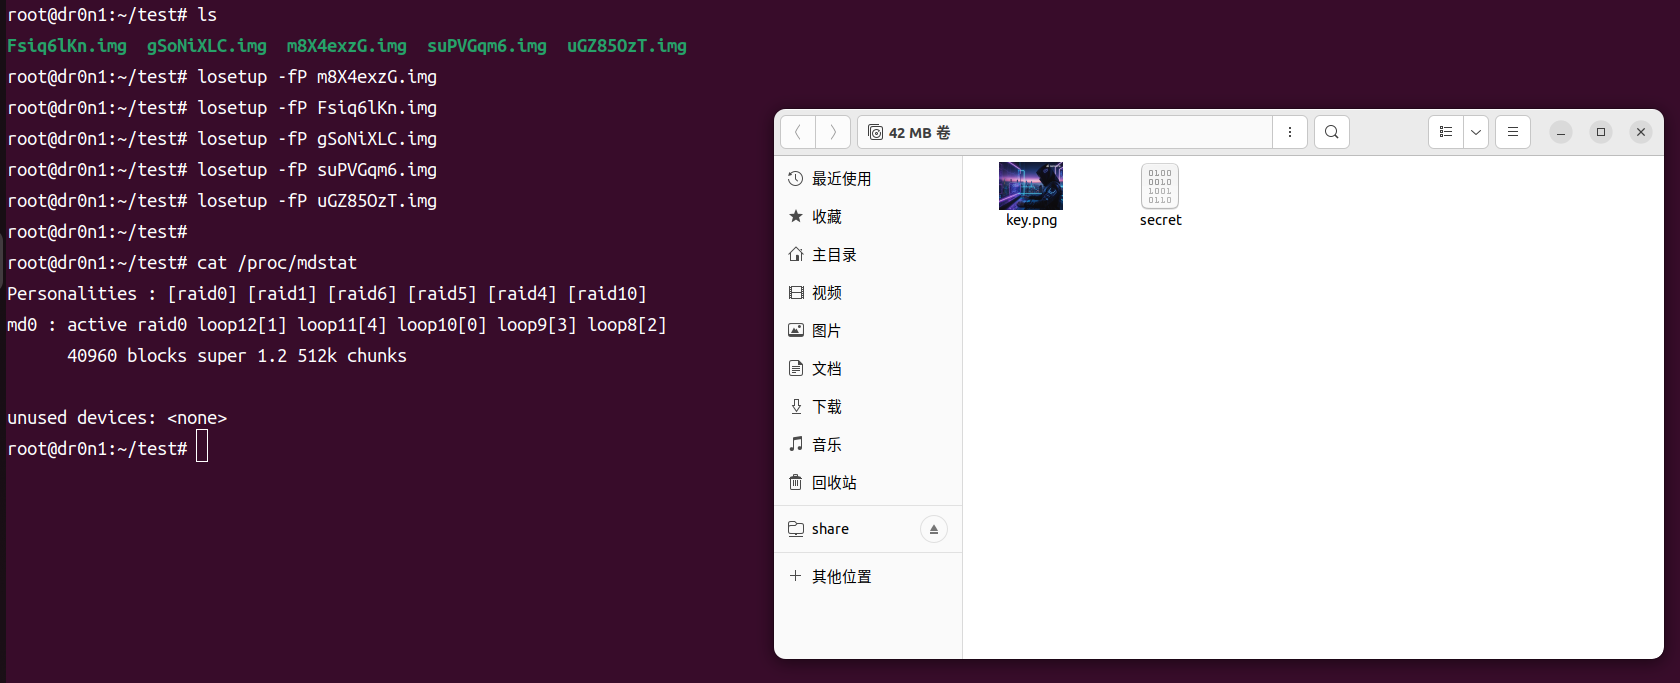 root@dr0n1:~/test# ls
Fsiq6lKn.img gSoNiXLC.img m8X4exzG.img suPVGqm6.img uGZ85OzT.img
root@dr0n1:~/test# losetup -fP m8X4exzG.img
root@dr0n1:~/test# losetup -fP Fsiq6lKn.img
root@dr0n1:~/test# losetup -fP gSoNiXLC.img
root@dr0n1:~/test# losetup -fP suPVGqm6.img
root@dr0n1:~/test# losetup -fP uGZ85OzT.img
root@dr0n1:~/test#
root@dr0n1:~/test# cat /proc/mdstat
Personalities : [raid0] [raid1] [raid6] [raid5] [raid4] [raid10]
md0 : active raid0 loop12[1] loop11[4] loop10[0] loop9[3] loop8[2]
      40960 blocks super 1.2 512k chunks
unused devices: <none>
root@dr0n1:~/test#
42 MB 卷
最近使用
收藏
主目录
视频
图片
文档
下载
音乐
回收站
share
其他位置
0100
0010
1001
0110
key.png
secret